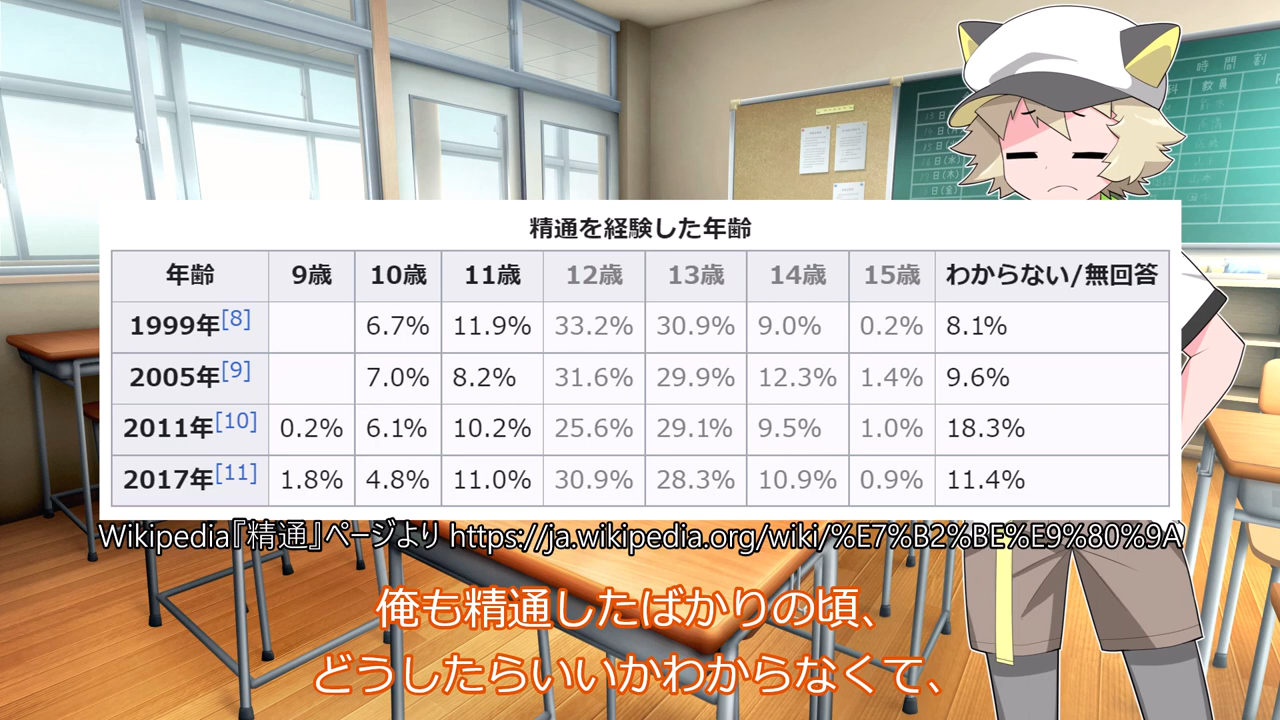 時間割
教員
精通を経験した年齢
年齢 9歳 10歳 11歳 12歳 13歳 14歳 15歳 わからない/無回答
1999年[8] 6.7% 11.9% 33.2% 30.9% 9.0% 0.2% 8.1%
2005年[9] 7.0% 8.2% 31.6% 29.9% 12.3% 1.4% 9.6%
2011年[10] 0.2% 6.1% 10.2% 25.6% 29.1% 9.5% 1.0% 18.3%
2017年[11] 1.8% 4.8% 11.0% 30.9% 28.3% 10.9% 0.9% 11.4%
Wikipedia『精通』ページより https://ja.wikipedia.org/wiki/%E7%B2%BE%E9%80%9A
俺も精通したばかりの頃、
どうしたらいいかわからなくて、